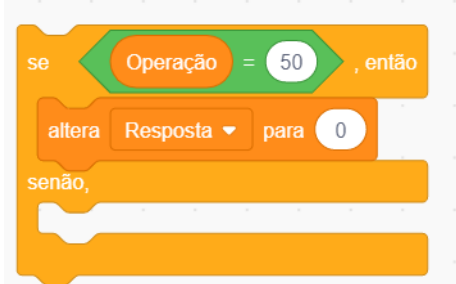 se Operação = 50 , então
altera Resposta para 0
senão,